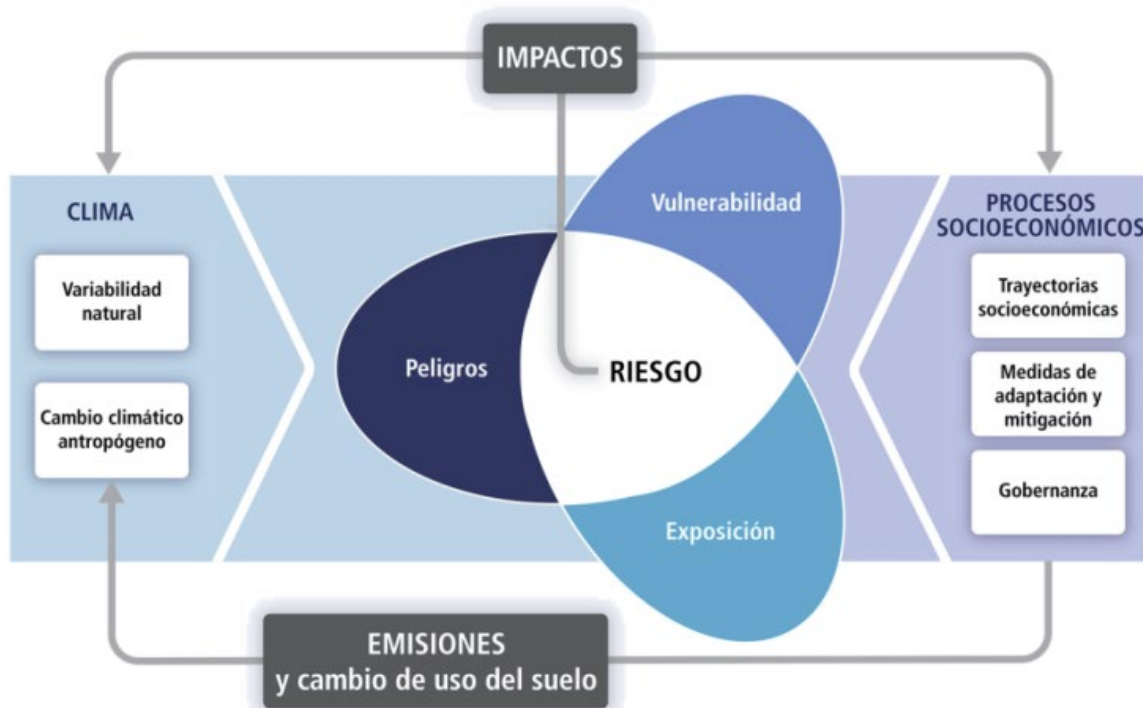 IMPACTOS
CLIMA
Variabilidad
natural
Cambio climático
antropógeno
Vulnerabilidad
Peligros
RIESGO
Exposición
PROCESOS
SOCIOECONÓMICOS
Trayectorias
socioeconómicas
Medidas de
adaptación y
mitigación
Gobernanza
EMISIONES
y cambio de uso del suelo